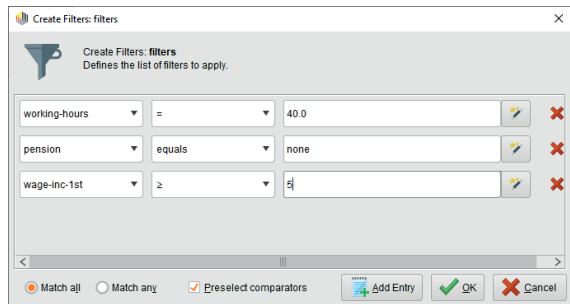 Create Filters: filters
Create Filters: filters
Defines the list of filters to apply.
working-hours = 40.0
pension equals none
wage-inc-1st ≥ 5
Match all Match any Preselect comparators Add Entry OK Cancel